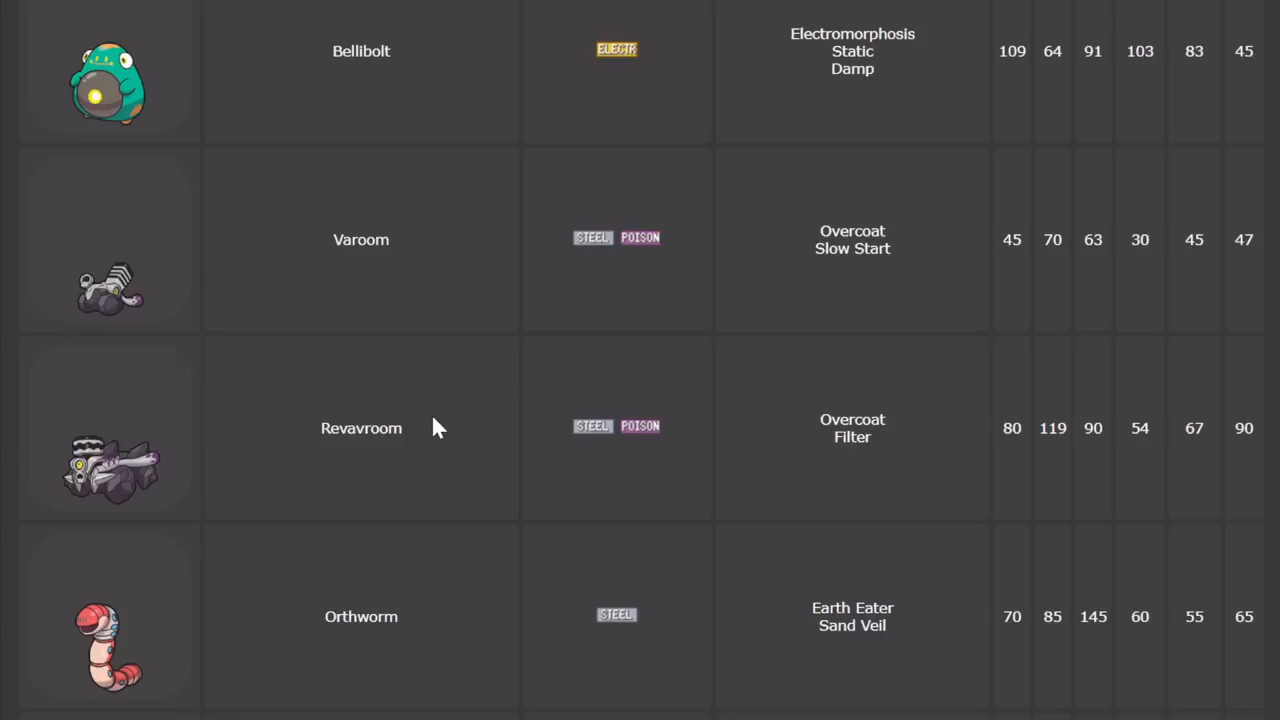 Bellibolt ELECTR Electromorphosis 109 64 91 103 83 45
Static
Damp
Varoom STEEL POISON Overcoat 45 70 63 30 45 47
Slow Start
Revavroom STEEL POISON Overcoat 80 119 90 54 67 90
Filter
Orthworm STEEL Earth Eater 70 85 145 60 55 65
Sand Veil